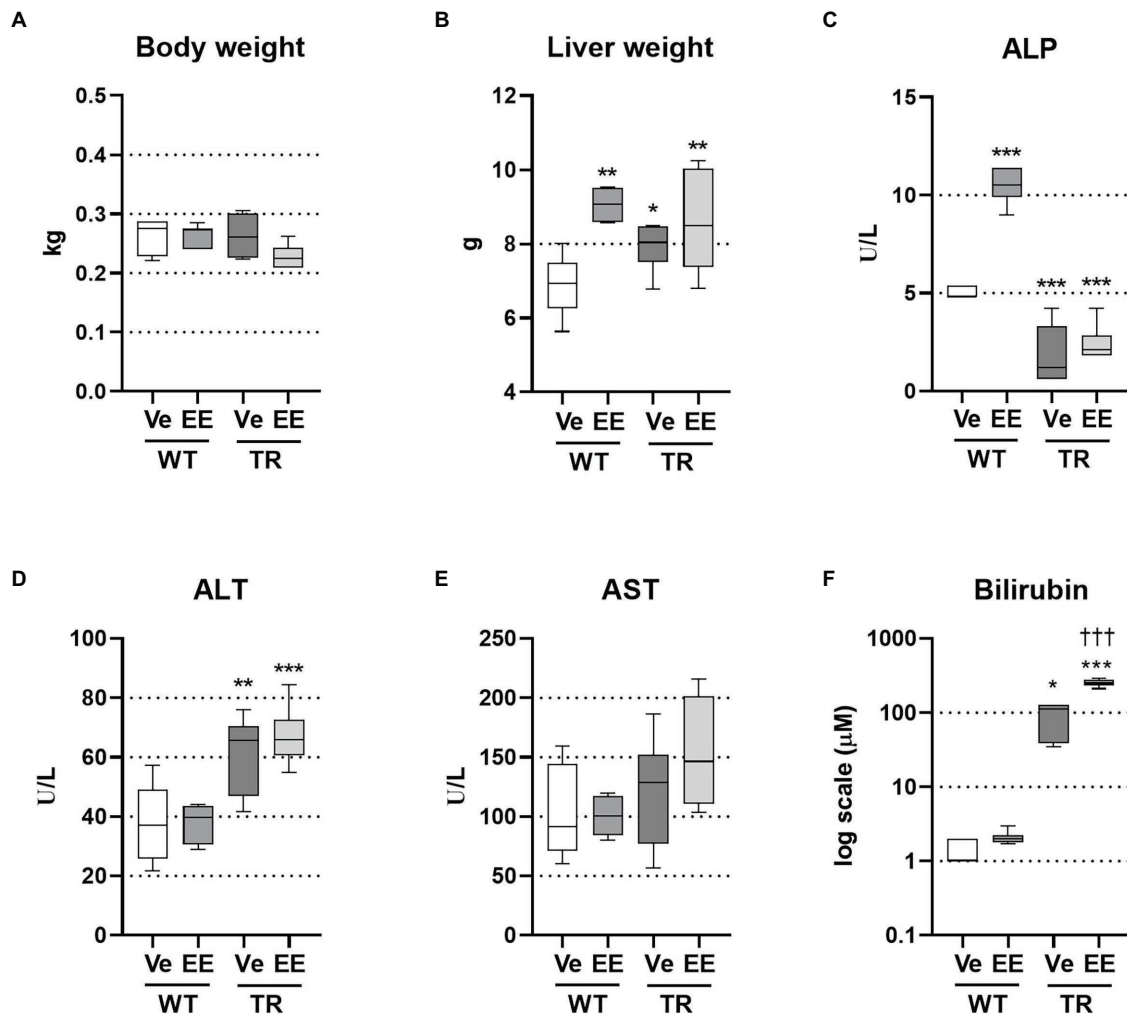 A
Body weight
kg
0.5
0.4
0.3
0.2
0.1
0.0
Ve EE Ve EE
WT TR
B
Liver weight
g
12
10
8
6
4
** * **
Ve EE Ve EE
WT TR
C
ALP
U/L
15
10
5
0
*** *** ***
Ve EE Ve EE
WT TR
D
ALT
U/L
100
80
60
40
20
0
** ***
Ve EE Ve EE
WT TR
E
AST
U/L
250
200
150
100
50
0
Ve EE Ve EE
WT TR
F
Bilirubin
log scale (μM)
1000
100
10
1
0.1
†††
* ***
Ve EE Ve EE
WT TR